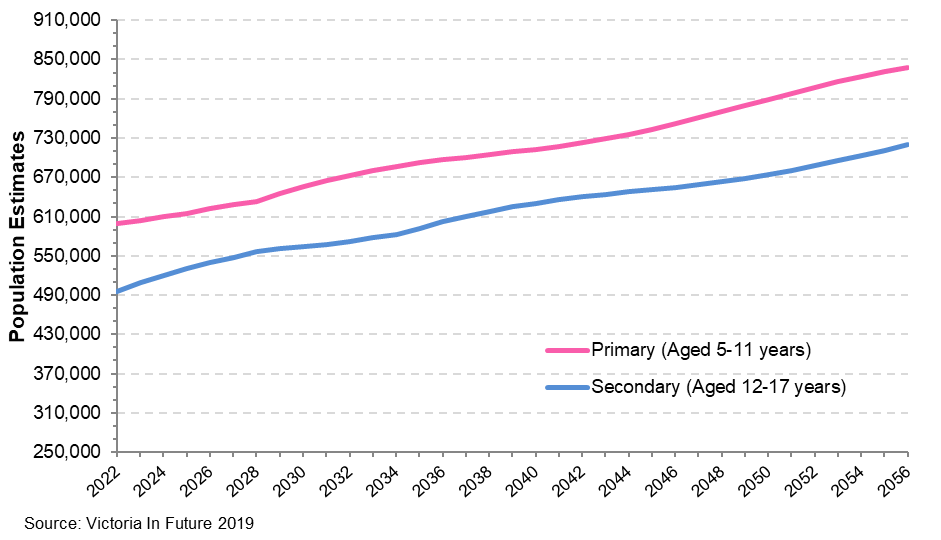 910,000
850,000
790,000
730,000
670,000
610,000
550,000
490,000
430,000
370,000
310,000
250,000
Population Estimates
Primary (Aged 5-11 years)
Secondary (Aged 12-17 years)
2022 2024 2026 2028 2030 2032 2034 2036 2038 2040 2042 2044 2046 2048 2050 2052 2054 2056
Source: Victoria In Future 2019